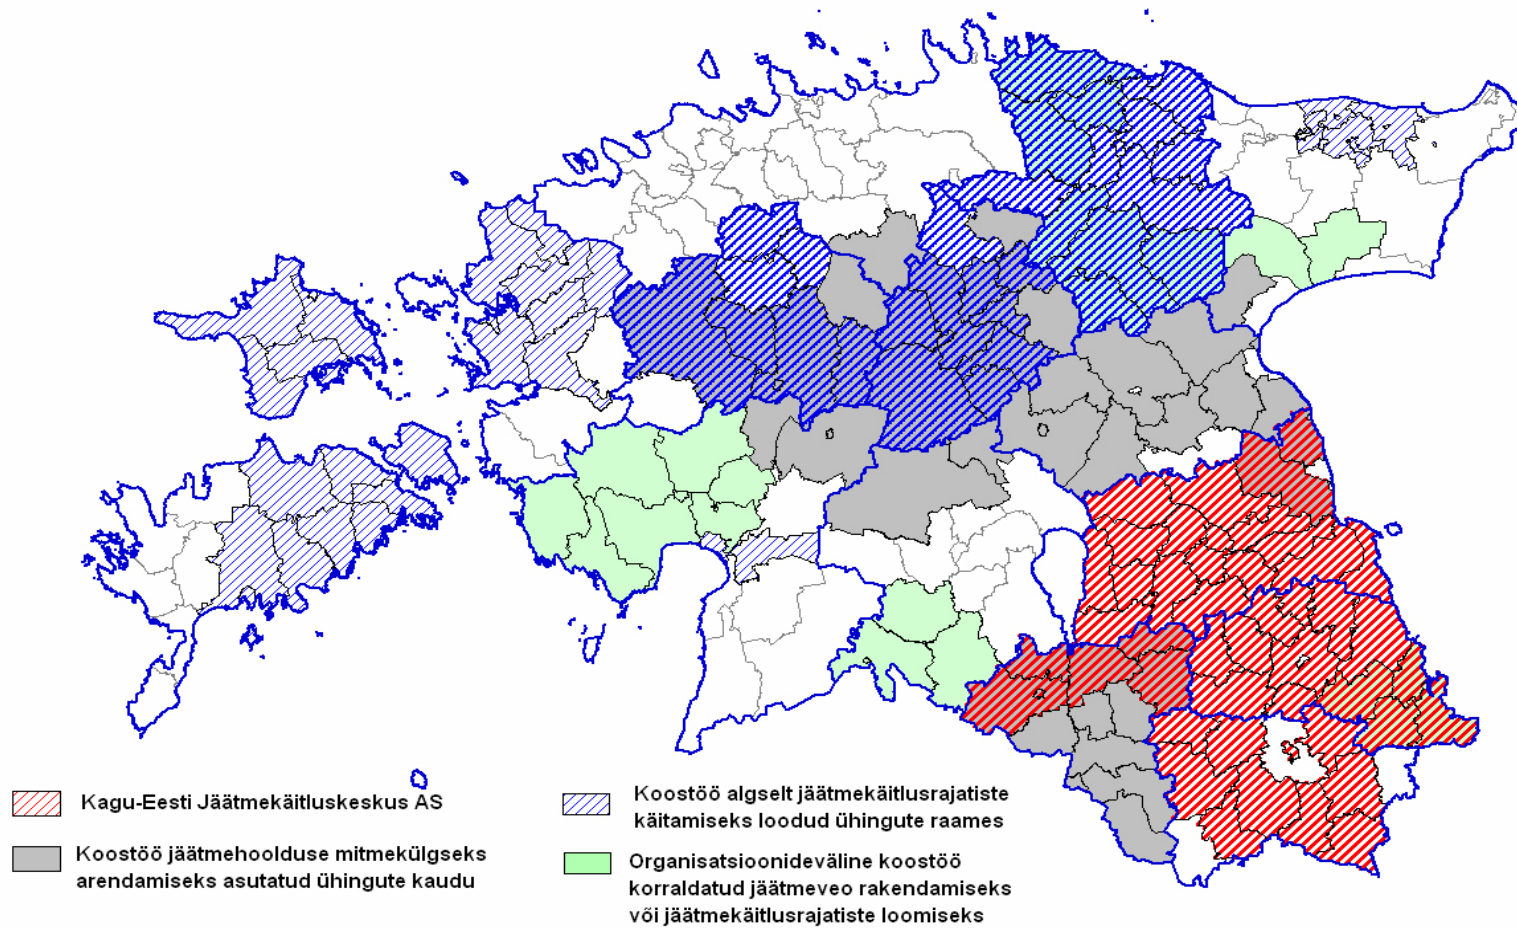 Kagu-Eesti Jäätmekäitluskeskus AS
Koostöö jäätmehoolduse mitmekülgseks
arendamiseks asutatud ühingute kaudu
Koostöö algselt jäätmekäitlusrajatiste
käitamiseks loodud ühingute raames
Organisatsioonideväline koostöö
korraldatud jäätmeveo rakendamiseks
või jäätmekäitlusrajatiste loomiseks